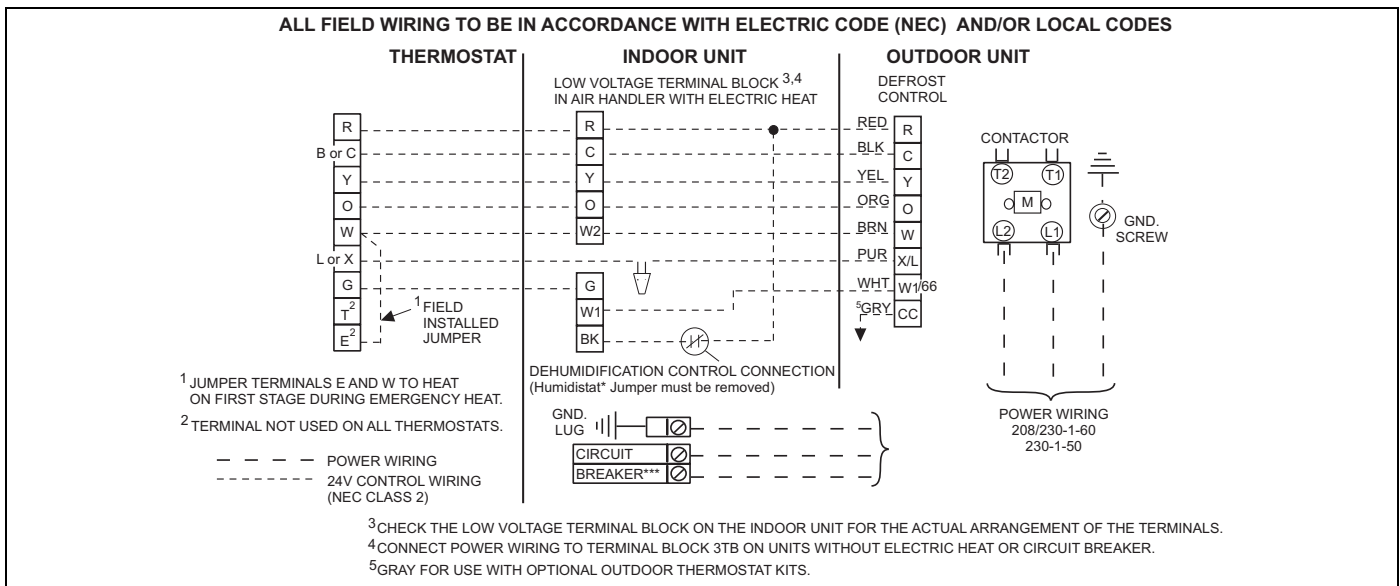 ALL FIELD WIRING TO BE IN ACCORDANCE WITH ELECTRIC CODE (NEC) AND/OR LOCAL CODES
THERMOSTAT
INDOOR UNIT
OUTDOOR UNIT
LOW VOLTAGE TERMINAL BLOCK 3,4
IN AIR HANDLER WITH ELECTRIC HEAT
DEFROST
CONTROL
R
B or C
Y
O
W
L or X
G
T2
E2
1 FIELD
INSTALLED
JUMPER
R
C
Y
O
W2
G
W1
BK
RED
BLK
YEL
ORG
BRN
PUR
WHT
5GRY
R
C
Y
O
W
X/L
W1/66
CC
CONTACTOR
T2
T1
M
L2
L1
GND.
SCREW
DEHUMIDIFICATION CONTROL CONNECTION
(Humidistat* Jumper must be removed)
1 JUMPER TERMINALS E AND W TO HEAT
ON FIRST STAGE DURING EMERGENCY HEAT.
2 TERMINAL NOT USED ON ALL THERMOSTATS.
POWER WIRING
24V CONTROL WIRING
(NEC CLASS 2)
GND.
LUG
CIRCUIT
BREAKER***
POWER WIRING
208/230-1-60
230-1-50
3 CHECK THE LOW VOLTAGE TERMINAL BLOCK ON THE INDOOR UNIT FOR THE ACTUAL ARRANGEMENT OF THE TERMINALS.
4 CONNECT POWER WIRING TO TERMINAL BLOCK 3TB ON UNITS WITHOUT ELECTRIC HEAT OR CIRCUIT BREAKER.
5 GRAY FOR USE WITH OPTIONAL OUTDOOR THERMOSTAT KITS.